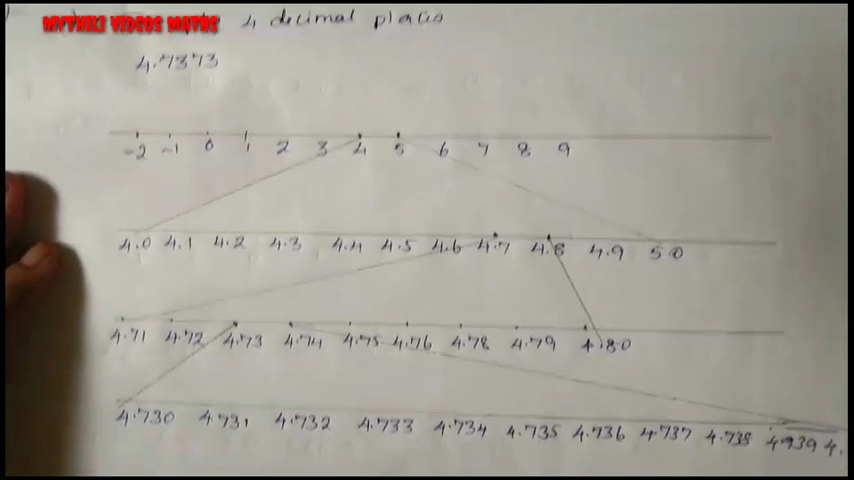 MYTHILI VIDEOS MATHS
4 decimal places
4.7373
-2 -1 0 1 2 3 4 5 6 7 8 9
4.0 4.1 4.2 4.3 4.4 4.5 4.6 4.7 4.8 4.9 5.0
4.71 4.72 4.73 4.74 4.75 4.76 4.78 4.79 4.80
4.730 4.731 4.732 4.733 4.734 4.735 4.736 4.737 4.738 4.939 4.